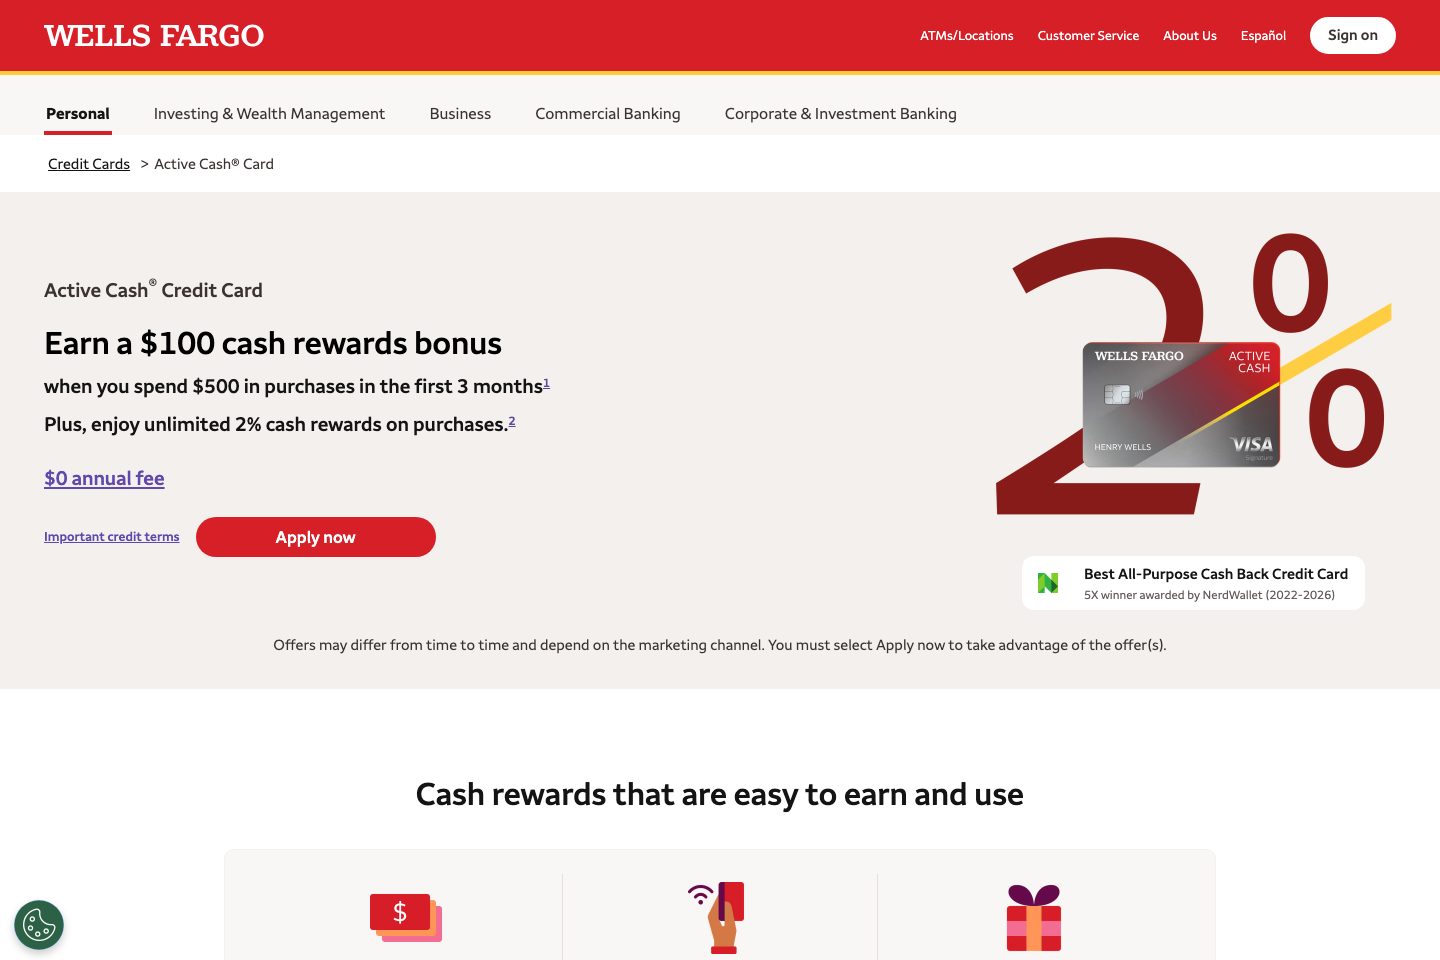 WELLS FARGO
ATMs/Locations
Customer Service
About Us
Español
Sign on
Personal
Investing & Wealth Management
Business
Commercial Banking
Corporate & Investment Banking
Credit Cards > Active Cash® Card
Active Cash® Credit Card
Earn a $100 cash rewards bonus
when you spend $500 in purchases in the first 3 months1
Plus, enjoy unlimited 2% cash rewards on purchases.2
$0 annual fee
Important credit terms
Apply now
2%
WELLS FARGO
ACTIVE
CASH
HENRY WELLS
VISA
Signature
Best All-Purpose Cash Back Credit Card
5X winner awarded by NerdWallet (2022-2026)
Offers may differ from time to time and depend on the marketing channel. You must select Apply now to take advantage of the offer(s).
Cash rewards that are easy to earn and use
$